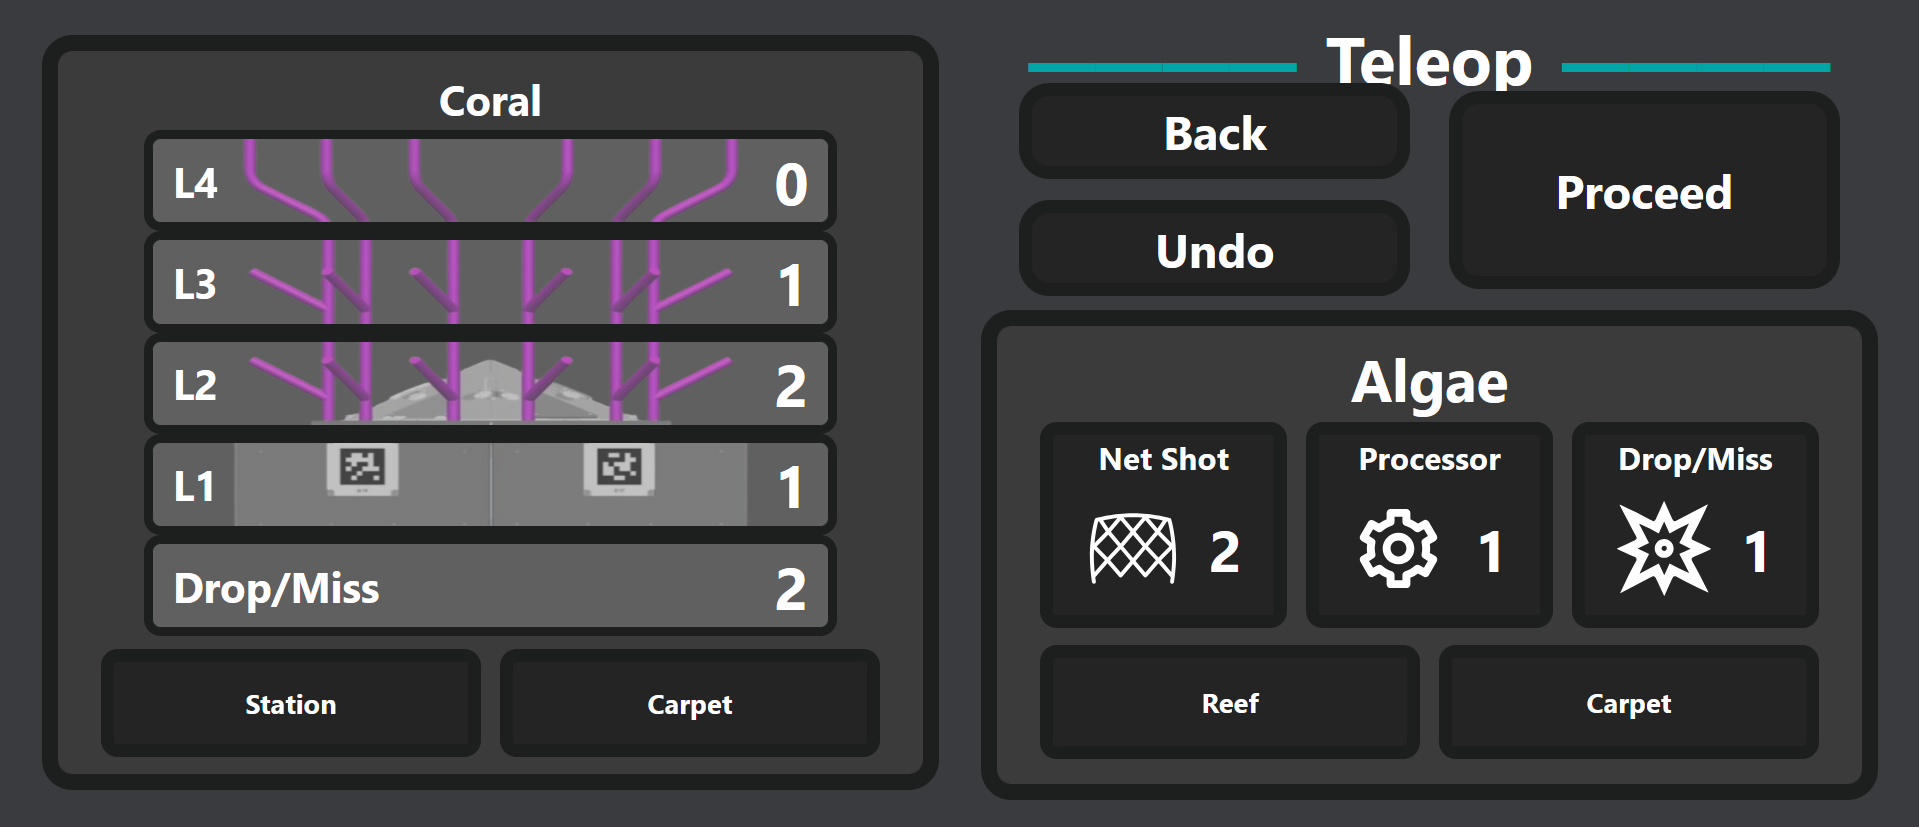 Coral
L4 0
L3 1
L2 2
L1 1
Drop/Miss 2
Station Carpet
Teleop
Back
Undo
Proceed
Algae
Net Shot Processor Drop/Miss
2 1 1
Reef Carpet